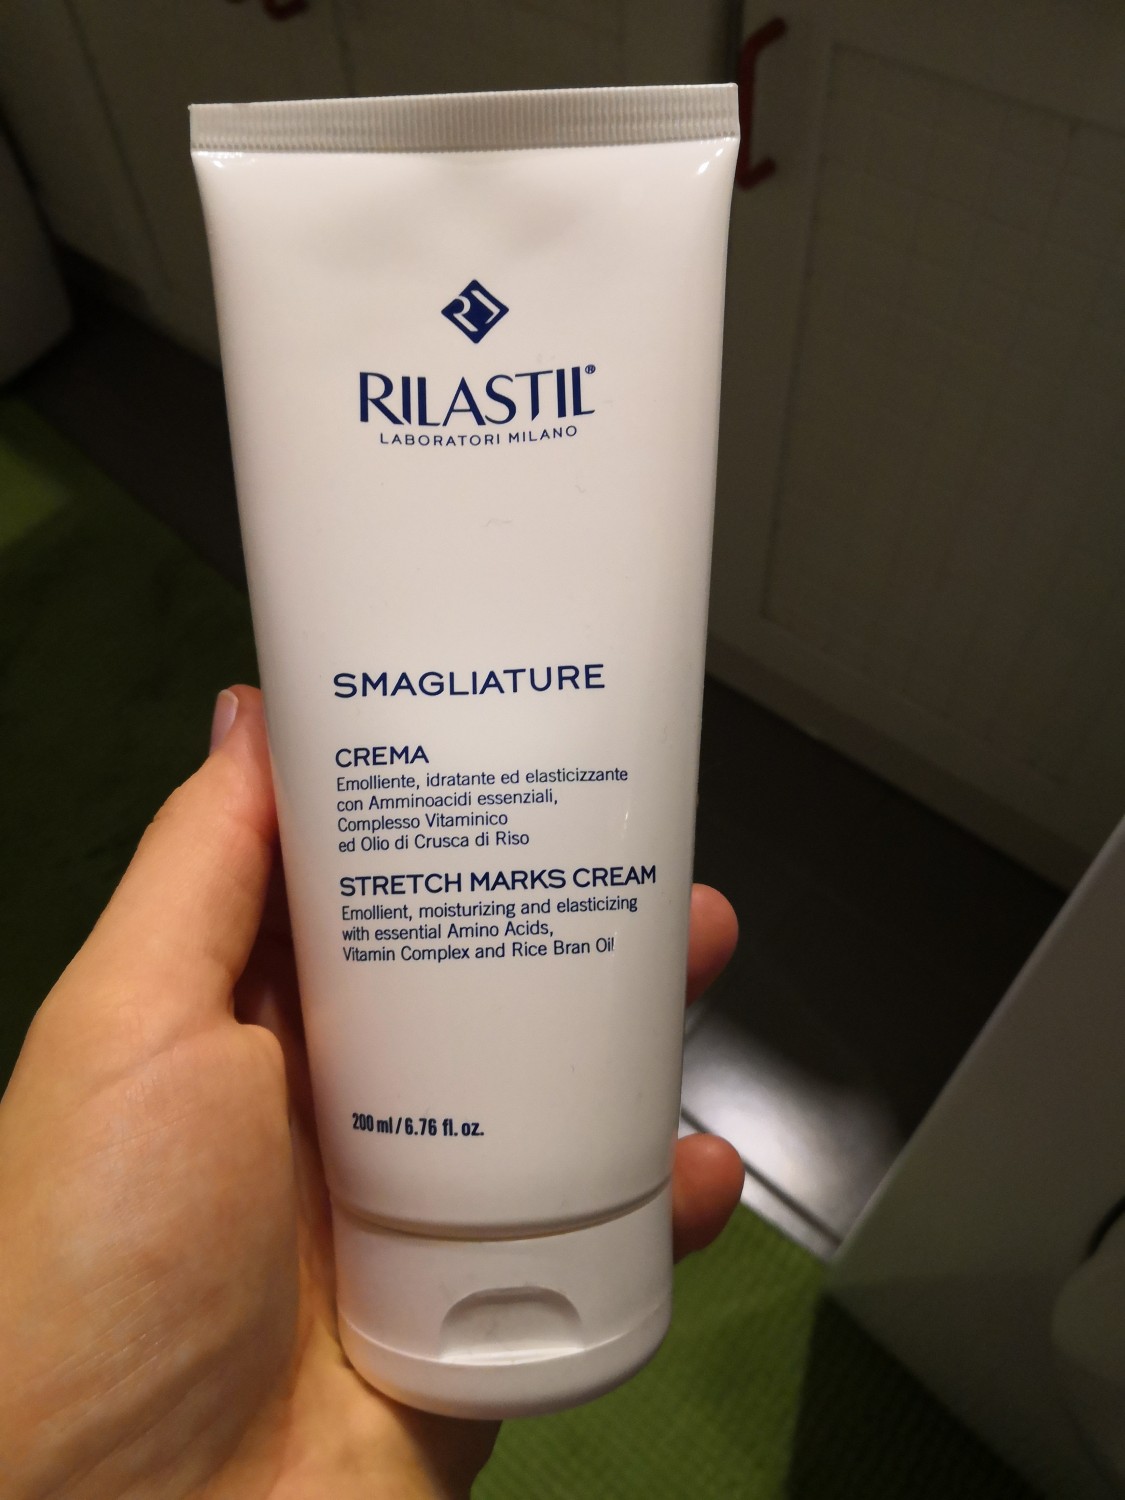 RILASTIL®
LABORATORI MILANO
SMAGLIATURE
CREMA
Emolliente, idratante ed elasticizzante
con Amminoacidi essenziali,
Complesso Vitaminico
ed Olio di Crusca di Riso
STRETCH MARKS CREAM
Emollient, moisturizing and elasticizing
with essential Amino Acids,
Vitamin Complex and Rice Bran Oil
200 ml / 6.76 fl. oz.